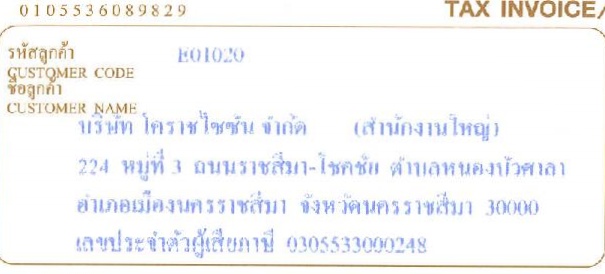 0105536089829 TAX INVOICE/
รหัสลูกค้า E01020
CUSTOMER CODE
ชื่อลูกค้า
CUSTOMER NAME
บริษัท โคราชไซซัน จำกัด (สำนักงานใหญ่)
224 หมู่ที่ 3 ถนนราชสีมา-โชคชัย ตำบลหนองบัวศาลา
อำเภอเมืองนครราชสีมา จังหวัดนครราชสีมา 30000
เลขประจำตัวผู้เสียภาษี 0305533000248